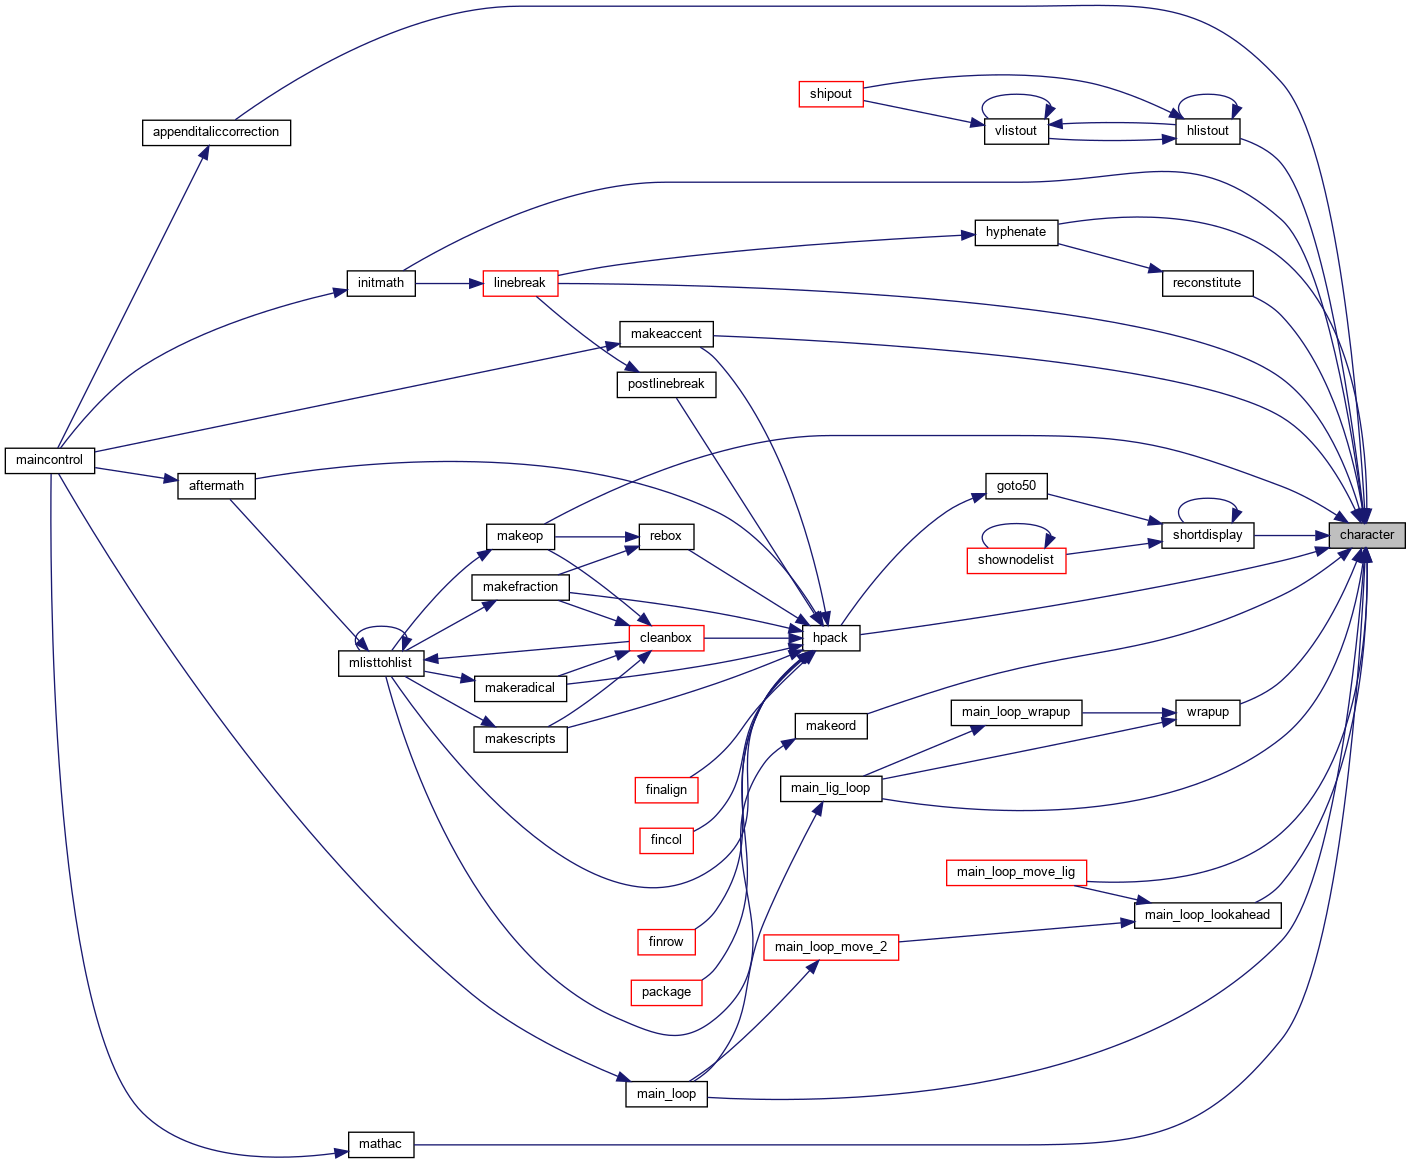 shipout
appenditaliccorrection
vlistout
hlistout
hyphenate
initmath
linebreak
reconstitute
makeaccent
postlinebreak
maincontrol
aftermath
goto50
makeop
rebox
shortdisplay
character
shownodelist
makefraction
cleanbox
hpack
mlisttohlist
makeradical
makescripts
main_loop_wrapup
wrapup
makeord
finalign
main_lig_loop
fincol
main_loop_move_lig
main_loop_lookahead
finrow
main_loop_move_2
package
main_loop
mathac